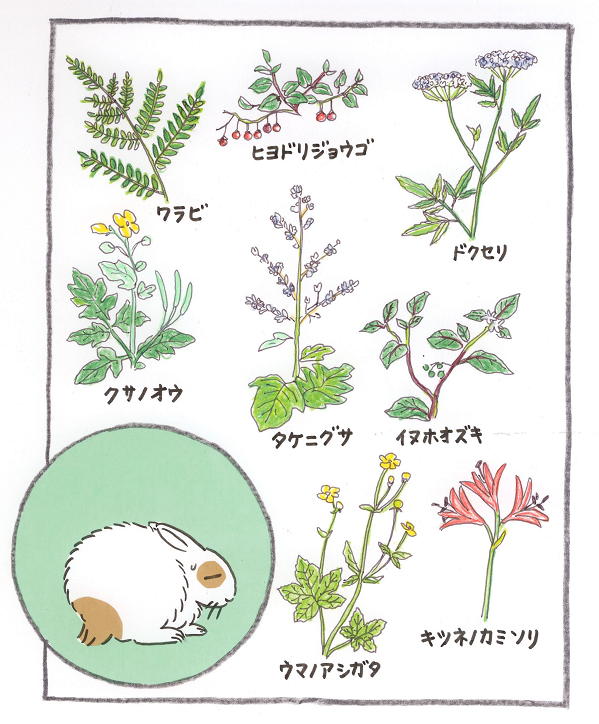 ワラビ
ヒヨドリジョウゴ
ドクセリ
クサノオウ
タケニグサ
イヌホオズキ
ウマノアシガタ
キツネノカミソリ